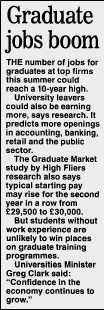 Graduate
jobs boom
THE number of jobs for
graduates at top firms
this summer could
reach a 10-year high.
University leavers
could also be earning
more, says research. It
predicts more openings
in accounting, banking,
retail and the public
sector.
The Graduate Market
study by High Fliers
research also says
typical starting pay
may rise for the second
year in a row from
£29,500 to £30,000.
But students without
work experience are
unlikely to win places
on graduate training
programmes.
Universities Minister
Greg Clark said:
"Confidence in the
economy continues to
grow."